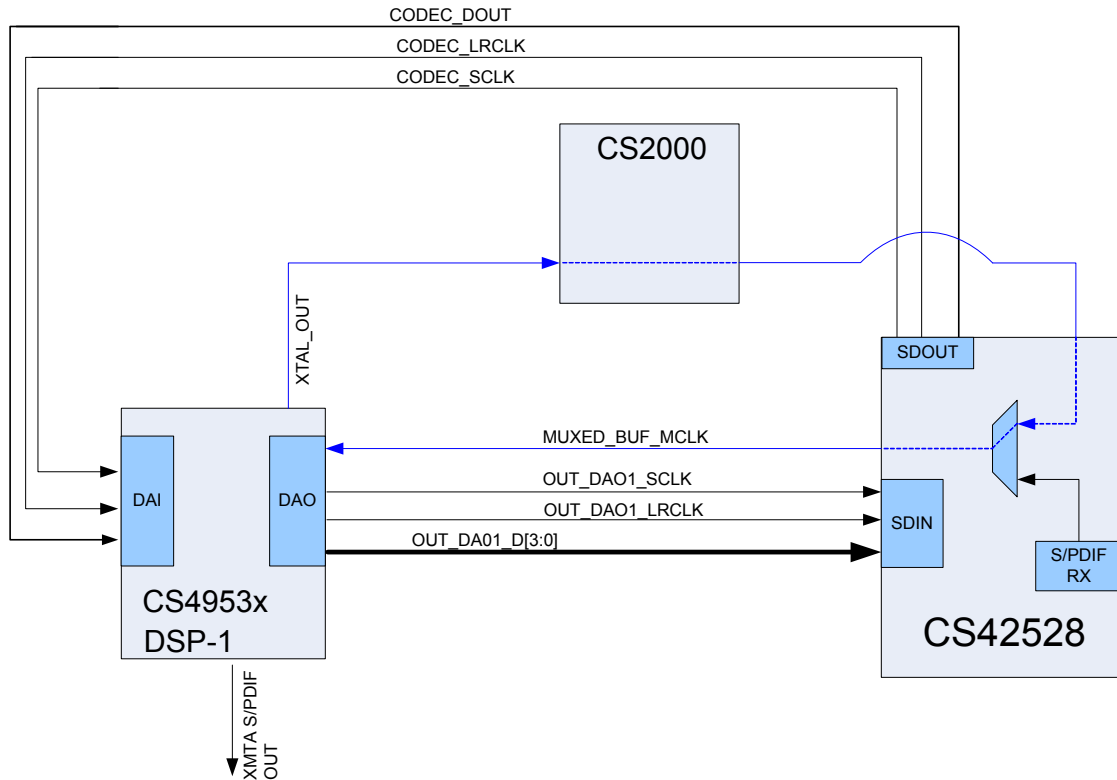 CODEC_DOUT
CODEC_LRCLK
CODEC_SCLK
CS2000
XTAL_OUT
SDOUT
MUXED_BUF_MCLK
OUT_DAO1_SCLK
OUT_DAO1_LRCLK
OUT_DA01_D[3:0]
DAI
DAO
SDIN
S/PDIF
RX
CS4953x
DSP-1
CS42528
XMTA S/PDIF
OUT